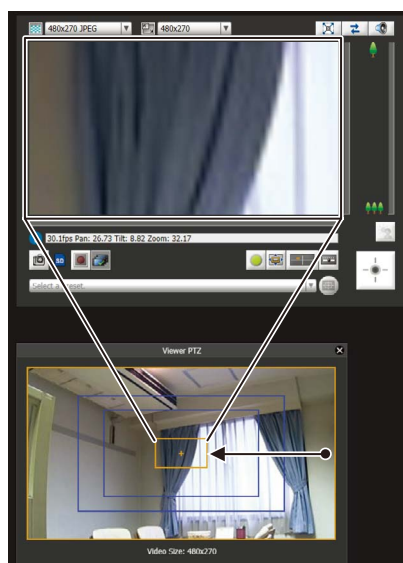 480x270 JPEG
480x270
30.1fps Pan: 26.73 Tilt: 8.82 Zoom: 32.17
Select a preset.
Viewer PTZ
Video Size: 480x270